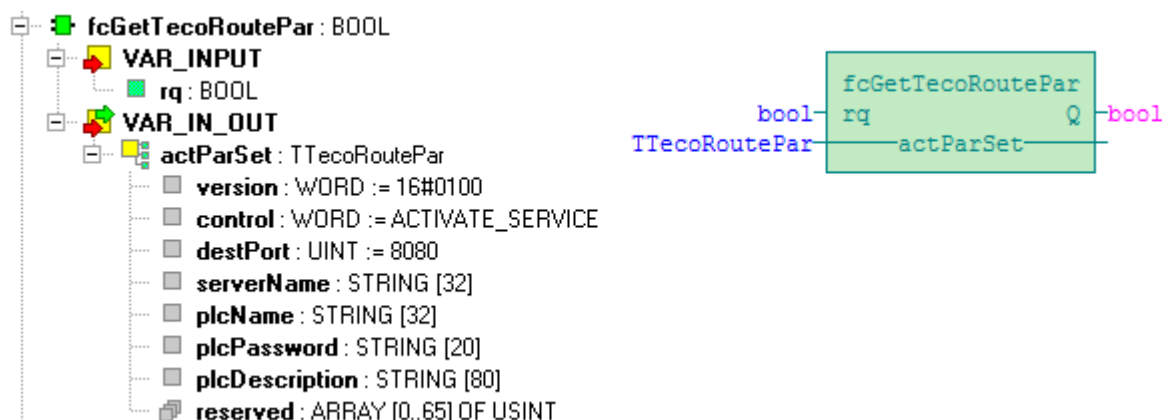 fcGetTecoRoutePar : BOOL
VAR_INPUT
rq : BOOL
VAR_IN_OUT
actParSet : TTecoRoutePar
version : WORD := 16#0100
control : WORD := ACTIVATE_SERVICE
destPort : UINT := 8080
serverName : STRING [32]
plcName : STRING [32]
plcPassword : STRING [20]
plcDescription : STRING [80]
reserved : ARRAY [0..65] OF USINT
fcGetTecoRoutePar
bool rq Q bool
TTecoRoutePar actParSet